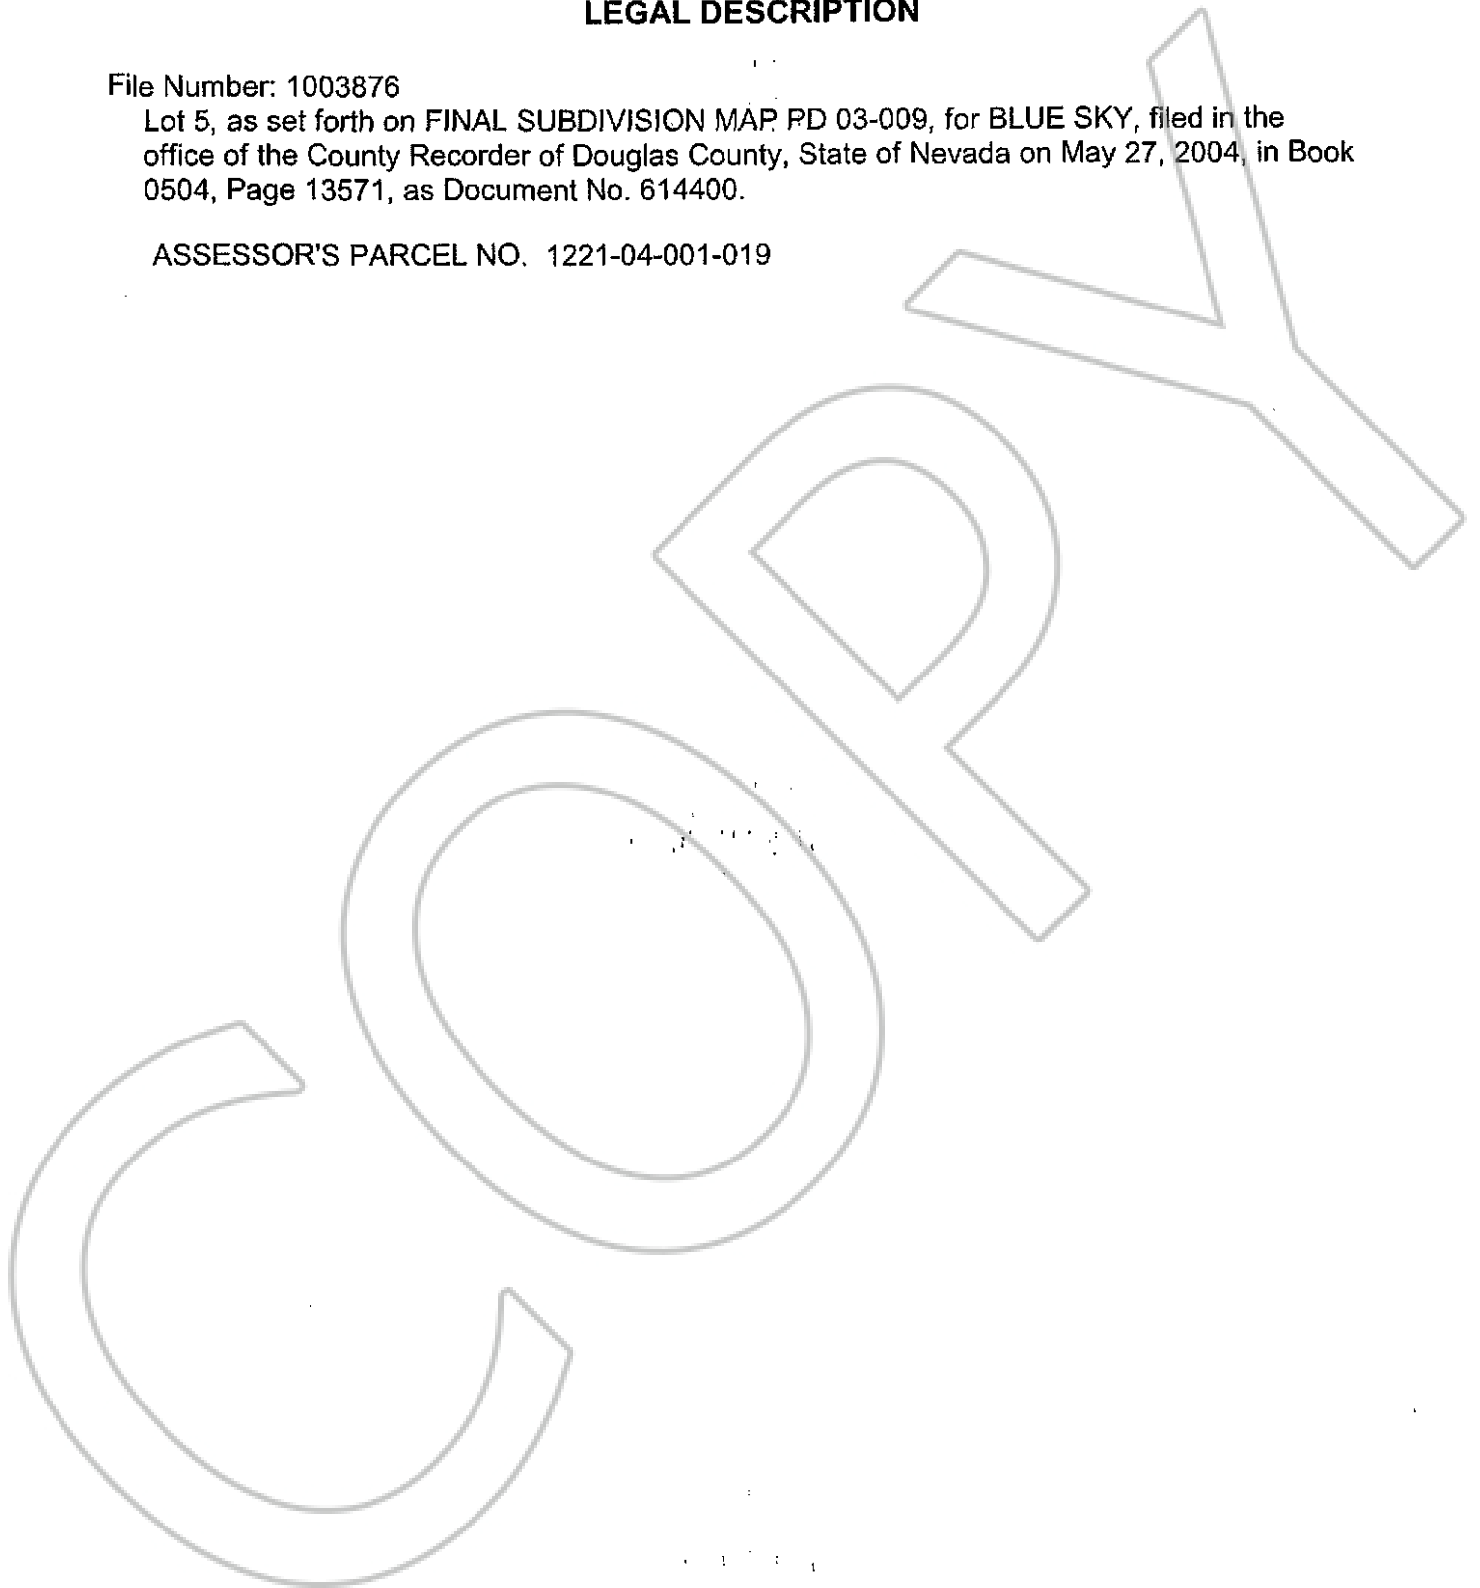 LEGAL DESCRIPTION
File Number: 1003876
Lot 5, as set forth on FINAL SUBDIVISION MAP PD 03-009, for BLUE SKY, filed in the
office of the County Recorder of Douglas County, State of Nevada on May 27, 2004, in Book
0504, Page 13571, as Document No. 614400.
ASSESSOR'S PARCEL NO. 1221-04-001-019
COPY